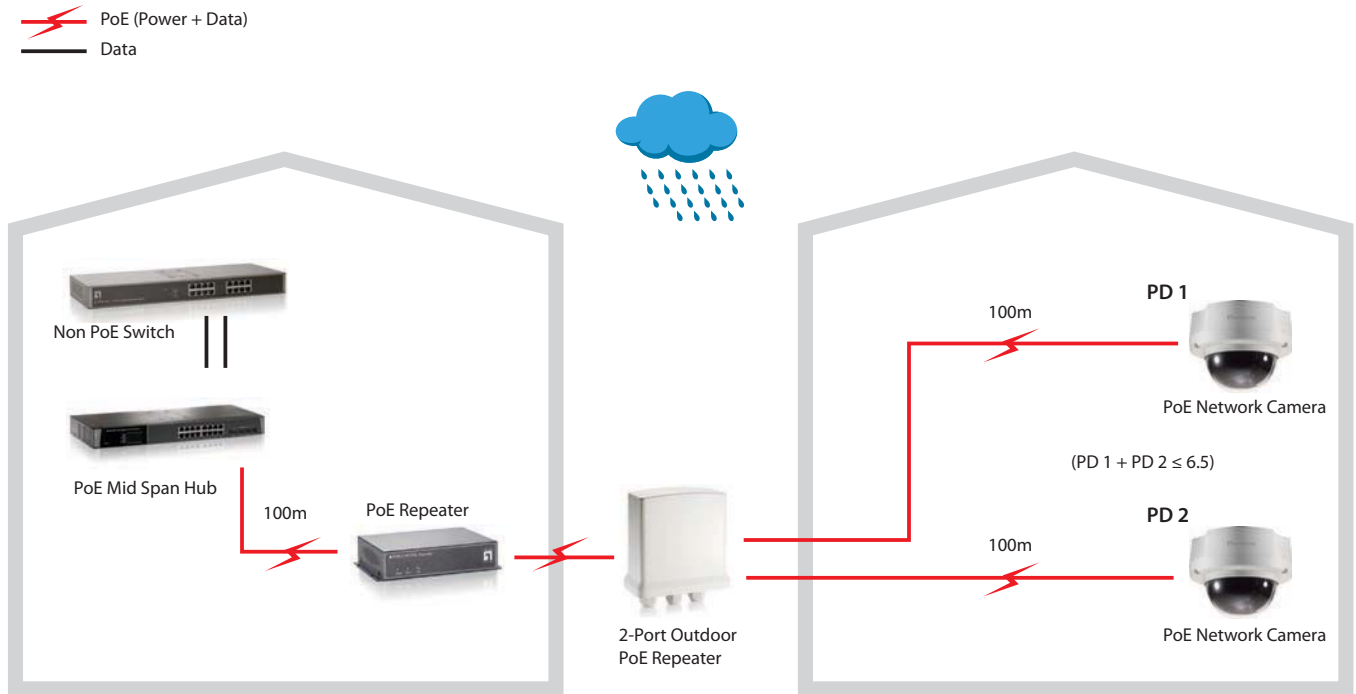 PoE (Power + Data)
Data
Non PoE Switch
PoE Mid Span Hub
100m
PoE Repeater
2-Port Outdoor
PoE Repeater
100m
PD 1
PoE Network Camera
(PD 1 + PD 2 ≤ 6.5)
PD 2
100m
PoE Network Camera